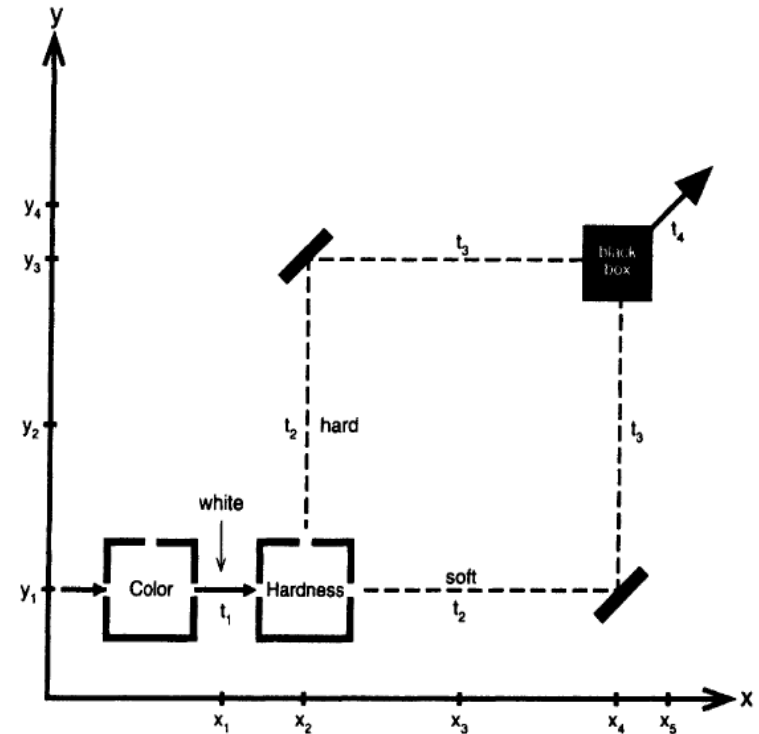 y
y₄
y₃
t₃
black
box
t₄
y₂
t₂ hard
t₃
white
y₁
Color
t₁
Hardness
soft
t₂
x
x₁
x₂
x₃
x₄
x₅